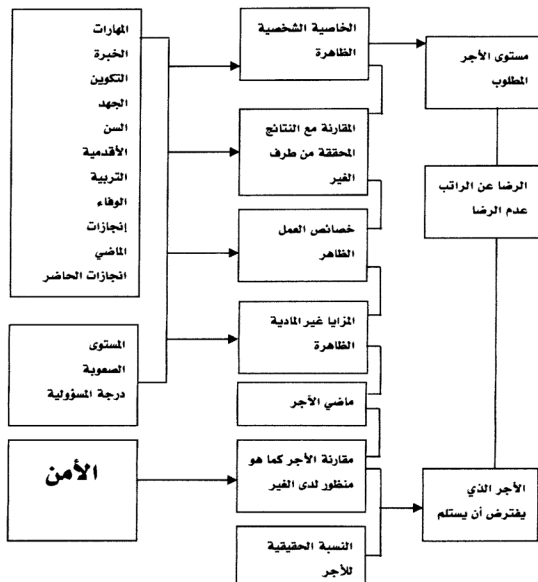 المهارات
الخبرة
التكوين
الجهد
السن
الأقدمية
التربية
الوفاء
إنجازات
الماضي
انجازات الحاضر
المستوى
الصعوبة
درجة المسؤولية
الأمن
الخاصية الشخصية
الظاهرة
المقارنة مع النتائج
المحققة من طرف
الغير
خصائص العمل
الظاهر
المزايا غير المادية
الظاهرة
ماضي الأجر
مقارنة الأجر كما هو
منظور لدى الغير
النسبة الحقيقية
للأجر
مستوى الأجر
المطلوب
الرضا عن الراتب
عدم الرضا
الأجر الذي
يفترض أن يستلم